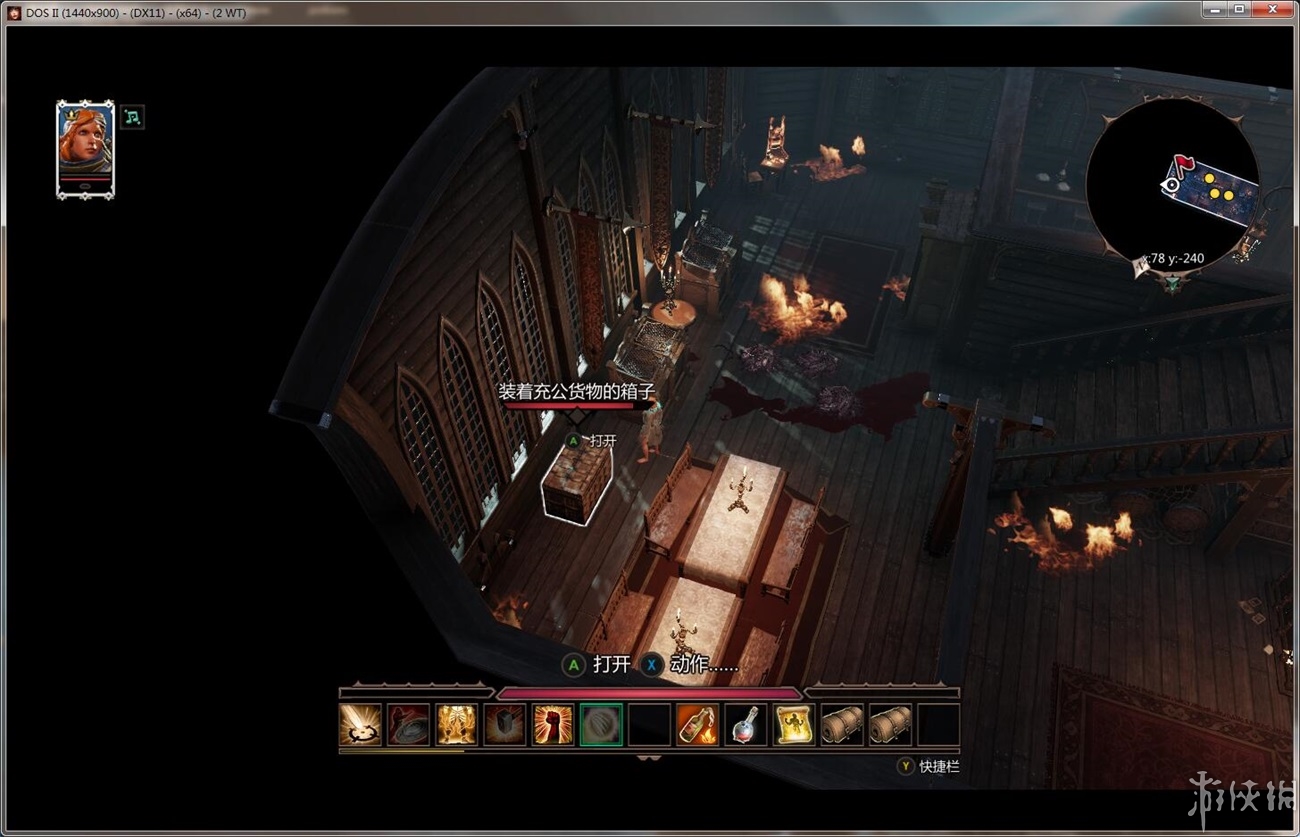 DOS II (1440x900) - (DX11) - (x64) - (2 WT)
x:78 y:-240
装着充公货物的箱子
A 打开
A 打开 X 动作......
Y 快捷栏
游侠网